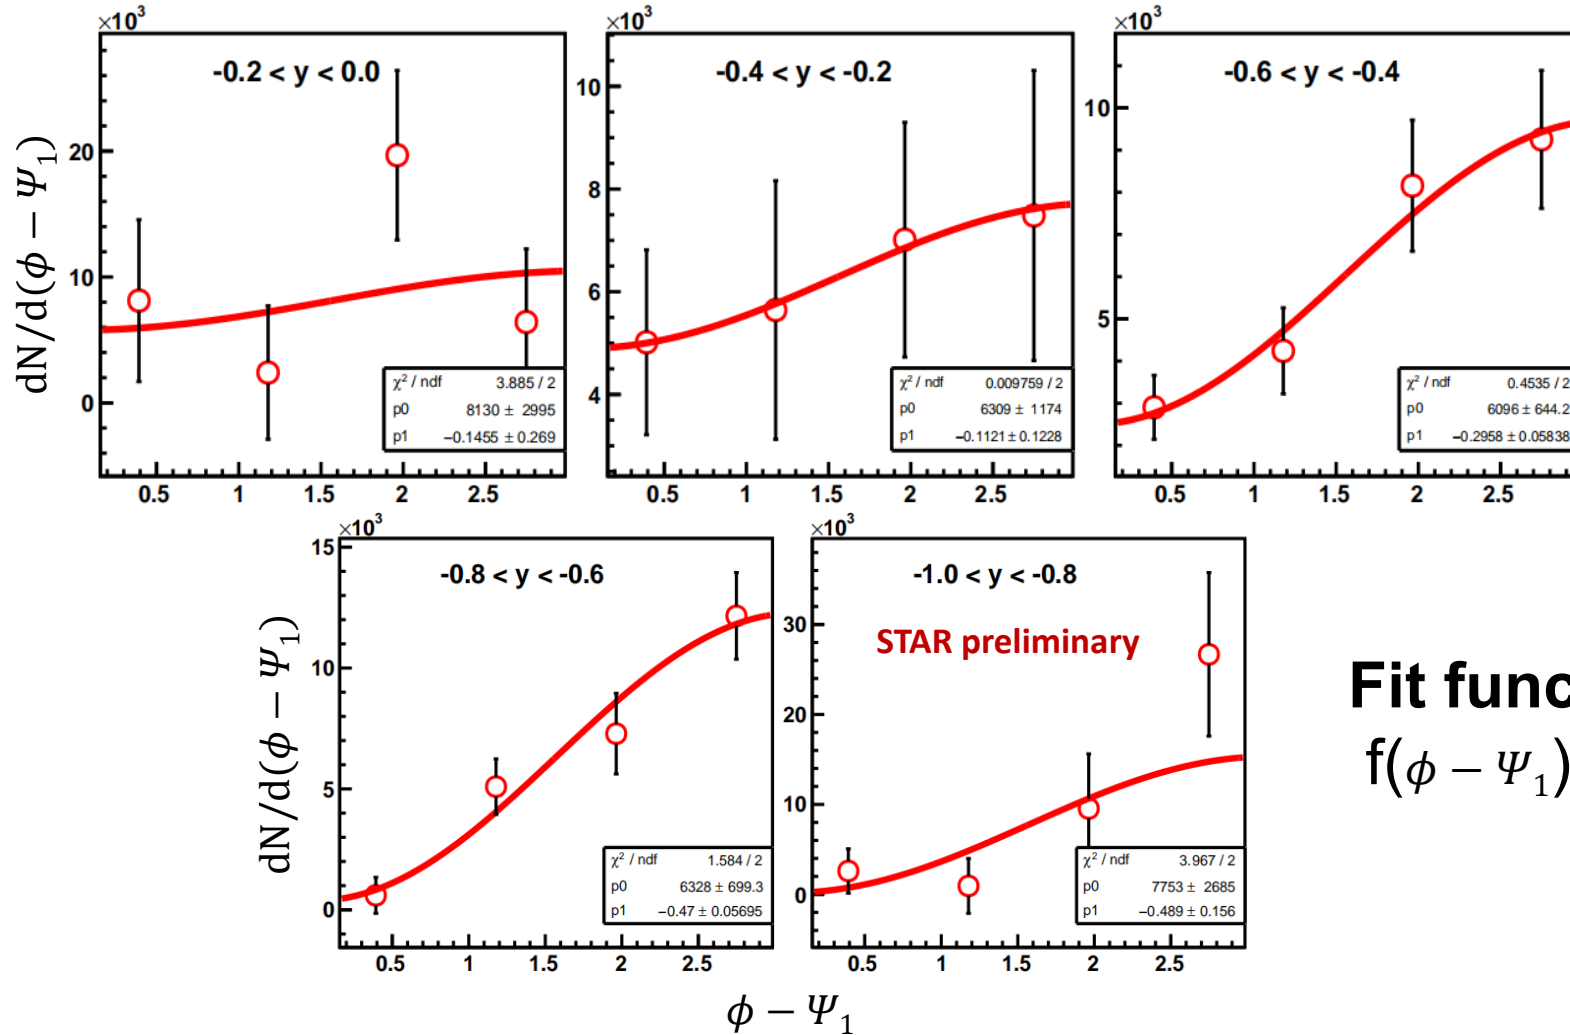 ×10³ ×10³ ×10³
-0.2 < y < 0.0
-0.4 < y < -0.2
-0.6 < y < -0.4
dN/d(ϕ − Ψ₁)
20
10
0
10
8
6
4
10
5
χ² / ndf 3.885 / 2
p0 8130 ± 2995
p1 −0.1455 ± 0.269
χ² / ndf 0.009759 / 2
p0 6309 ± 1174
p1 −0.1121 ± 0.1228
χ² / ndf 0.4535 / 2
p0 6096 ± 644.2
p1 −0.2958 ± 0.05838
0.5 1 1.5 2 2.5
0.5 1 1.5 2 2.5
0.5 1 1.5 2 2.5
×10³ ×10³
-0.8 < y < -0.6
-1.0 < y < -0.8
STAR preliminary
dN/d(ϕ − Ψ₁)
15
10
5
0
30
20
10
0
χ² / ndf 1.584 / 2
p0 6328 ± 699.3
p1 −0.47 ± 0.05695
χ² / ndf 3.967 / 2
p0 7753 ± 2685
p1 −0.489 ± 0.156
0.5 1 1.5 2 2.5
0.5 1 1.5 2 2.5
ϕ − Ψ₁
Fit func
f(ϕ − Ψ₁)